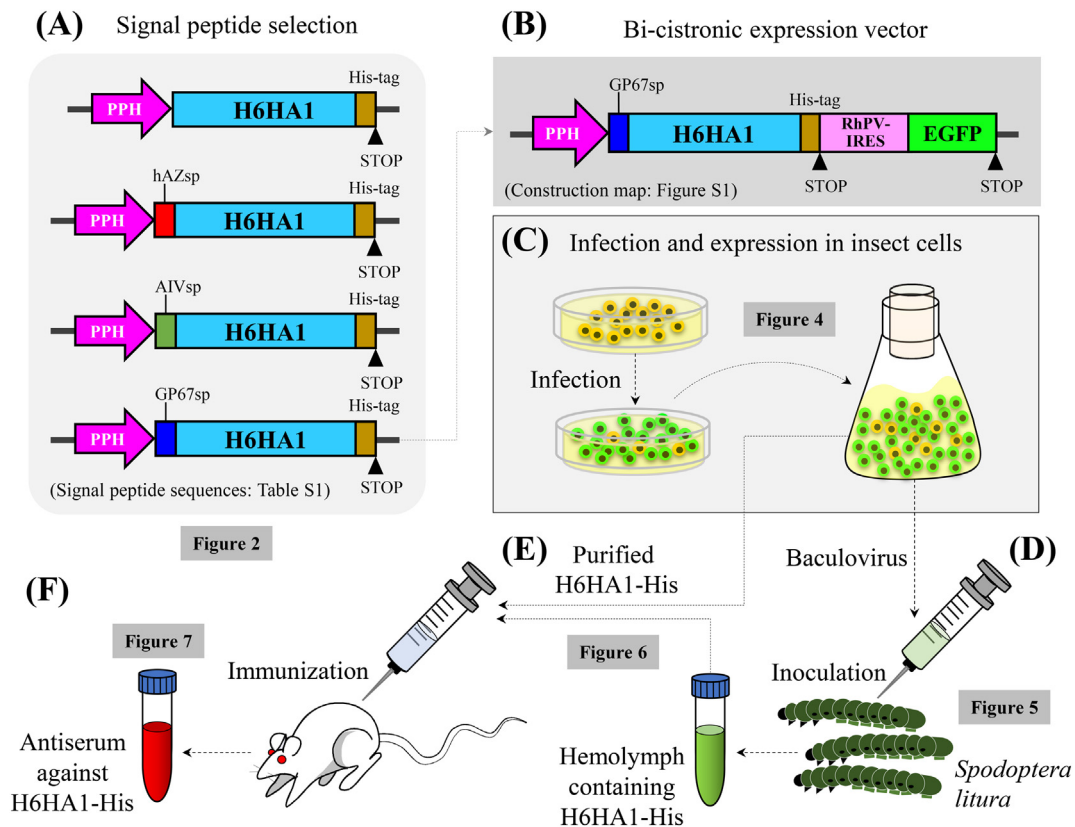 (A) Signal peptide selection
His-tag
PPH H6HA1
STOP
hAZsp His-tag
PPH H6HA1
STOP
AIVsp His-tag
PPH H6HA1
STOP
GP67sp His-tag
PPH H6HA1
STOP
(Signal peptide sequences: Table S1)
Figure 2
(B) Bi-cistronic expression vector
GP67sp His-tag
PPH H6HA1 RhPV-
IRES EGFP
STOP STOP
(Construction map: Figure S1)
(C) Infection and expression in insect cells
Figure 4
Infection
(D)
Baculovirus
Inoculation
Figure 5
Spodoptera
litura
(E) Purified
H6HA1-His
Figure 6
Hemolymph
containing
H6HA1-His
(F)
Figure 7
Immunization
Antiserum
against
H6HA1-His